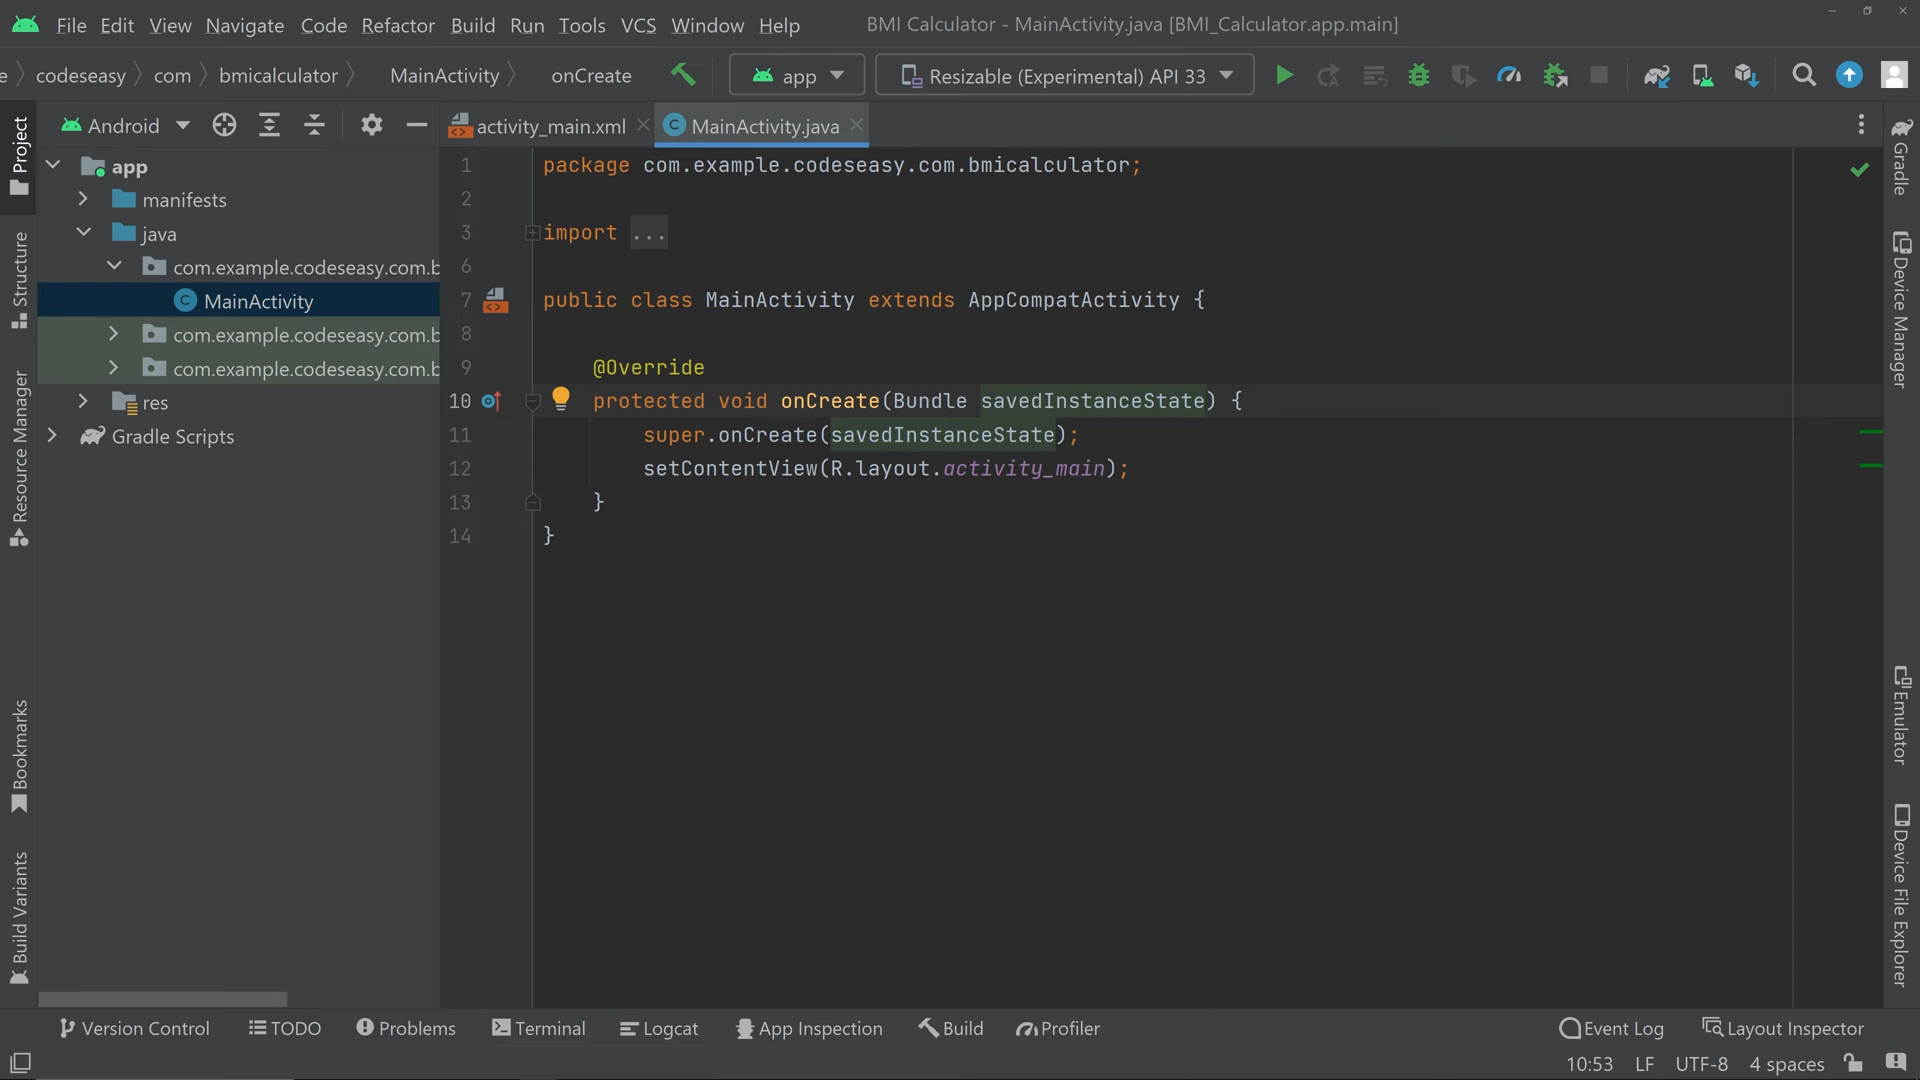 File Edit View Navigate Code Refactor Build Run Tools VCS Window Help BMI Calculator - MainActivity.java [BMI_Calculator.app.main]
e codeseasy com bmicalculator MainActivity onCreate app Resizable (Experimental) API 33
Project
Structure
Resource Manager
Bookmarks
Build Variants
Android
app
manifests
java
com.example.codeseasy.com.b
MainActivity
com.example.codeseasy.com.b
com.example.codeseasy.com.b
res
Gradle Scripts
activity_main.xml MainActivity.java
1 package com.example.codeseasy.com.bmicalculator;
2
3 import ...
6
7 public class MainActivity extends AppCompatActivity {
8
9 @Override
10 protected void onCreate(Bundle savedInstanceState) {
11 super.onCreate(savedInstanceState);
12 setContentView(R.layout.activity_main);
13 }
14 }
Gradle
Device Manager
Emulator
Device File Explorer
Version Control TODO Problems Terminal Logcat App Inspection Build Profiler Event Log Layout Inspector
10:53 LF UTF-8 4 spaces